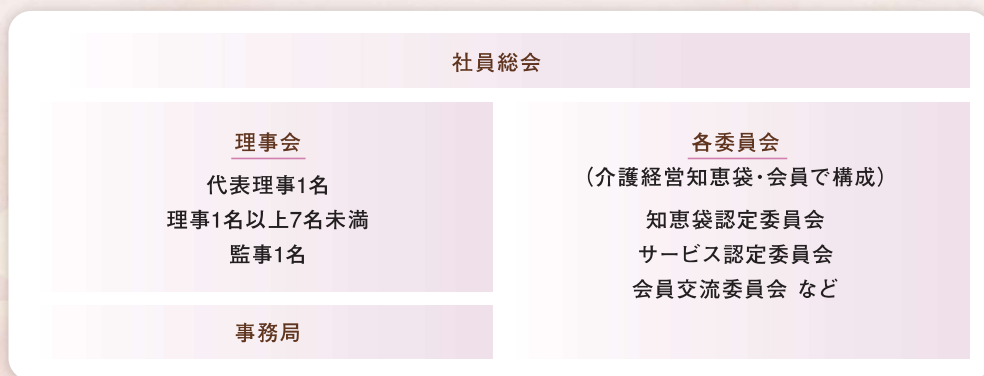 社員総会
理事会
代表理事1名
理事1名以上7名未満
監事1名
事務局
各委員会
（介護経営知恵袋・会員で構成）
知恵袋認定委員会
サービス認定委員会
会員交流委員会 など